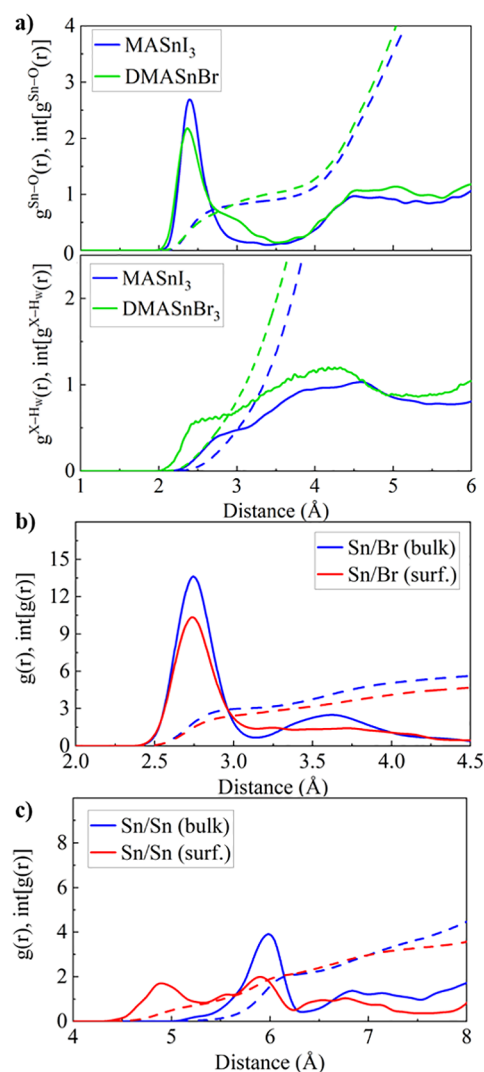 a)
g^Sn–O(r), int[g^Sn–O(r)]
4
3
2
1
0
MASnI3
DMASnBr
g^X–Hw(r), int[g^X–Hw(r)]
2
1
0
MASnI3
DMASnBr3
1 2 3 4 5 6
Distance (Å)
b)
g(r), int[g(r)]
15
12
9
6
3
0
Sn/Br (bulk)
Sn/Br (surf.)
2.0 2.5 3.0 3.5 4.0 4.5
Distance (Å)
c)
g(r), int[g(r)]
8
6
4
2
0
Sn/Sn (bulk)
Sn/Sn (surf.)
4 5 6 7 8
Distance (Å)